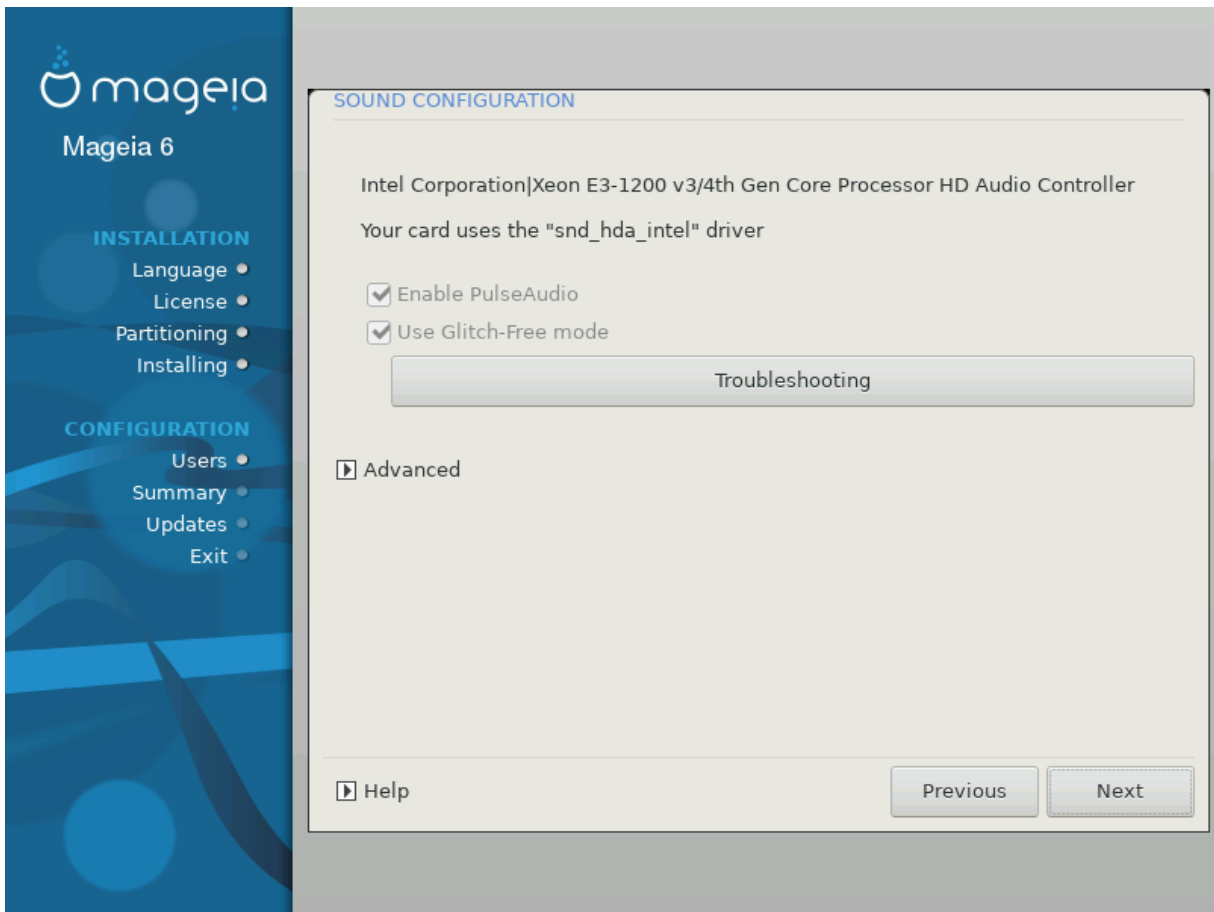 mageia
Mageia 6
INSTALLATION
Language
License
Partitioning
Installing
CONFIGURATION
Users
Summary
Updates
Exit
SOUND CONFIGURATION
Intel Corporation|Xeon E3-1200 v3/4th Gen Core Processor HD Audio Controller
Your card uses the "snd_hda_intel" driver
Enable PulseAudio
Use Glitch-Free mode
Troubleshooting
Advanced
Help
Previous
Next